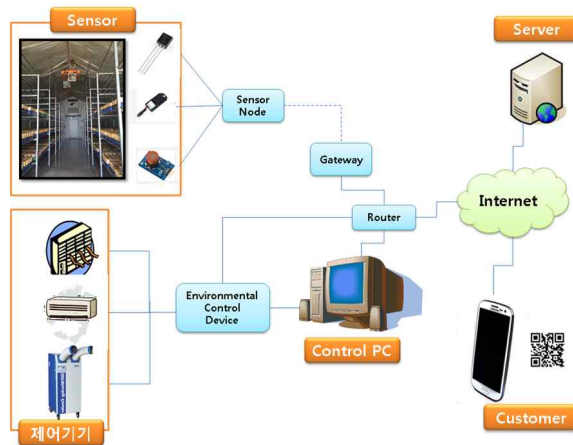 Sensor
Server
Sensor
Node
Gateway
Internet
Router
Environmental
Control
Device
Control PC
제어기기
Customer